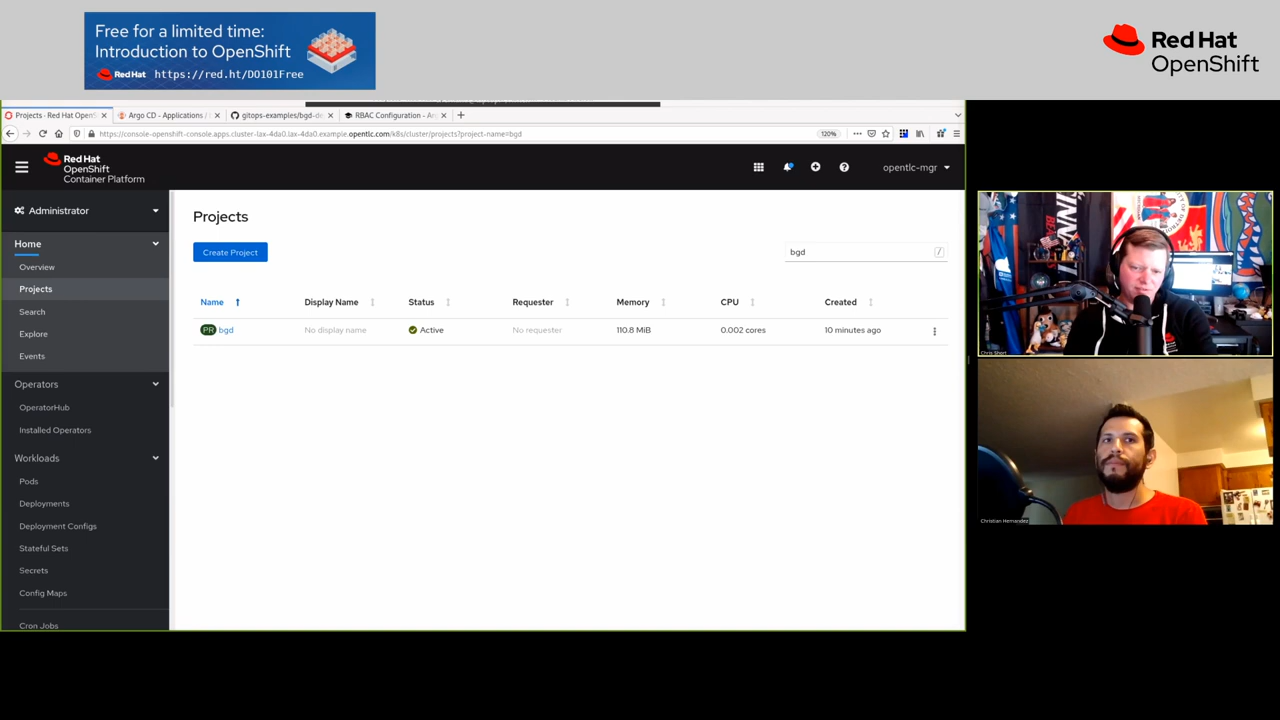 Free for a limited time:
Introduction to OpenShift
Red Hat https://red.ht/DO101Free
Red Hat
OpenShift
Projects · Red Hat OpenS
Argo CD - Applications /
gitops-examples/bgd-de
RBAC Configuration - Ar
https://console-openshift-console.apps.cluster-lax-4da0.lax-4da0.example.opentlc.com/k8s/cluster/projects?project-name=bgd
120%
Red Hat
OpenShift
Container Platform
opentlc-mgr
Administrator
Home
Overview
Projects
Search
Explore
Events
Operators
OperatorHub
Installed Operators
Workloads
Pods
Deployments
Deployment Configs
Stateful Sets
Secrets
Config Maps
Cron Jobs
Projects
Create Project
bgd
/
Name Display Name Status Requester Memory CPU Created
PR bgd No display name Active No requester 110.8 MiB 0.002 cores 10 minutes ago
Chris Short
Christian Hernandez